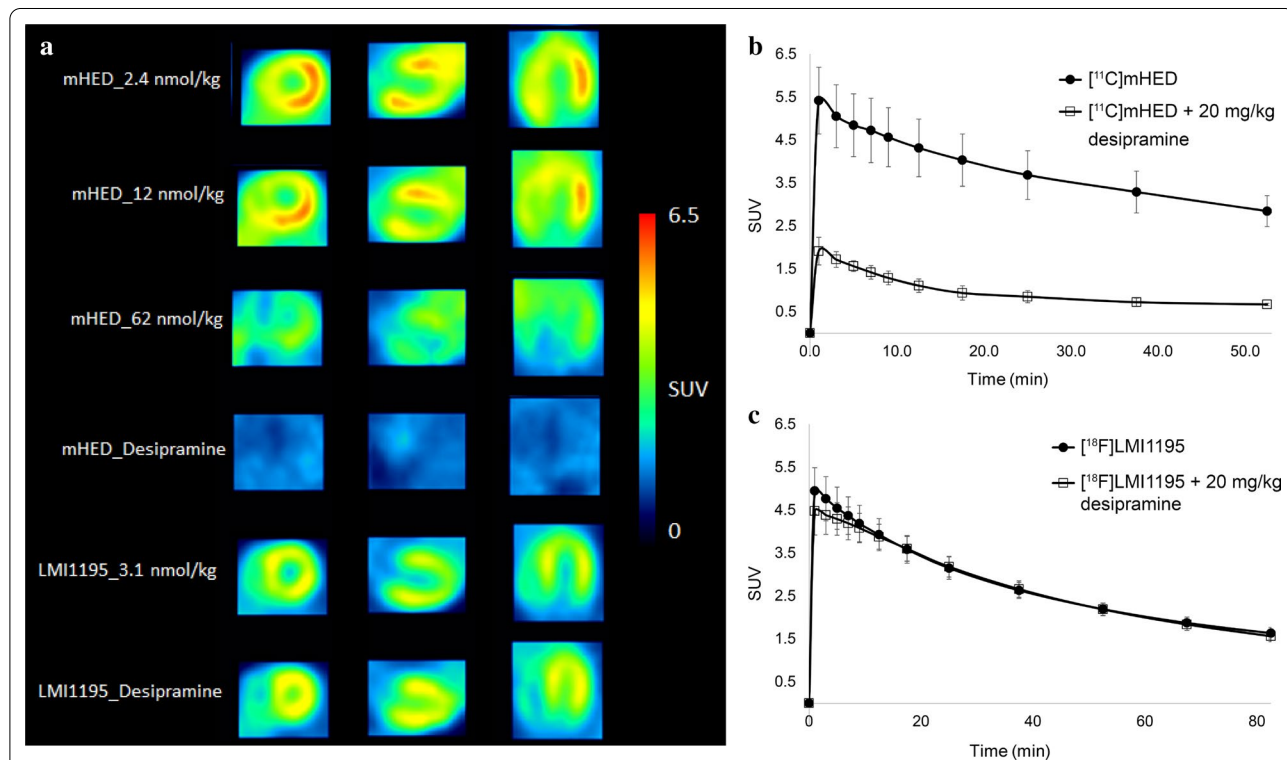 a
mHED_2.4 nmol/kg
mHED_12 nmol/kg
mHED_62 nmol/kg
mHED_Desipramine
LMI1195_3.1 nmol/kg
LMI1195_Desipramine
6.5
SUV
0
b
6.5
5.5
4.5
3.5
2.5
1.5
0.5
SUV
0.0
10.0
20.0
30.0
40.0
50.0
Time (min)
[¹¹C]mHED
[¹¹C]mHED + 20 mg/kg
desipramine
c
6.5
5.5
4.5
3.5
2.5
1.5
0.5
SUV
0
20
40
60
80
Time (min)
[¹⁸F]LMI1195
[¹⁸F]LMI1195 + 20 mg/kg
desipramine